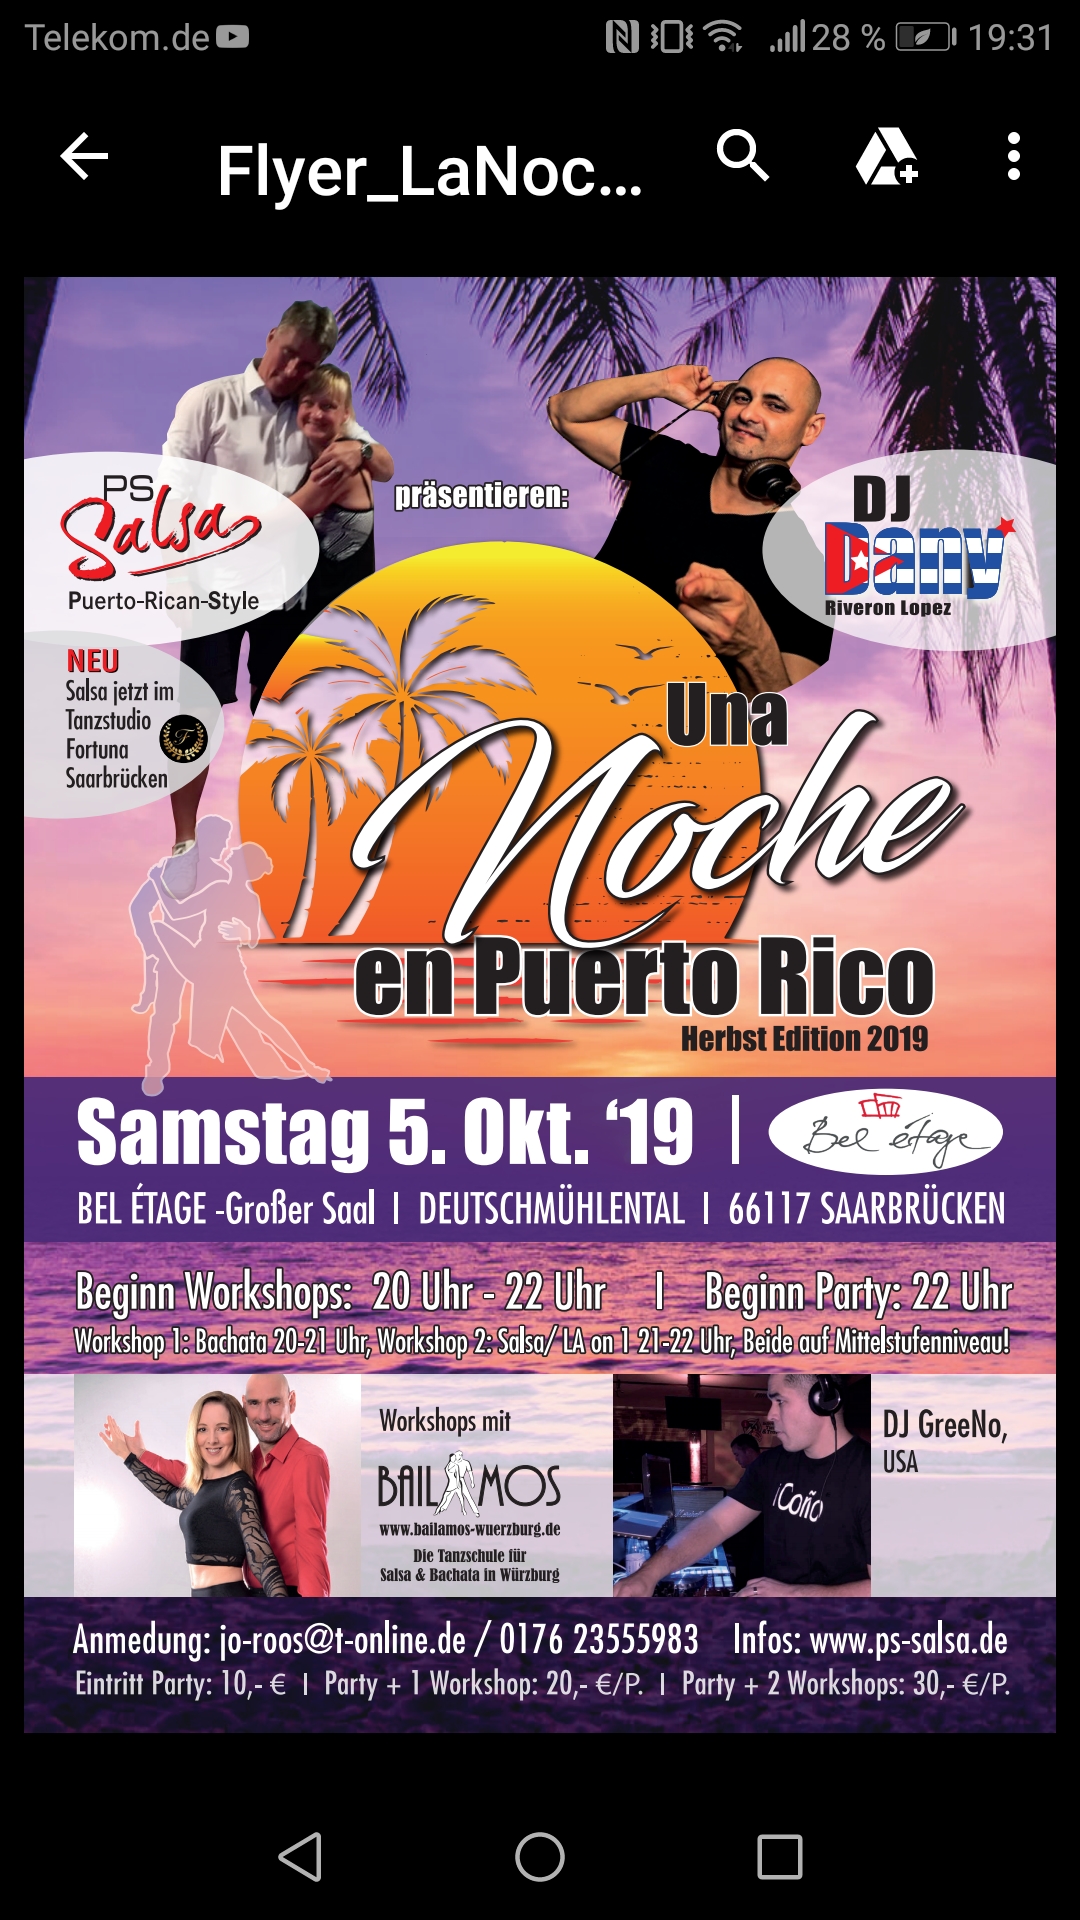 Telekom.de 28 % 19:31
Flyer_LaNoc...
PS
Salsa
Puerto-Rican-Style
präsentieren:
DJ
Dany
Riveron Lopez
NEU
Salsa jetzt im
Tanzstudio
Fortuna
Saarbrücken
F
Una
Noche
en Puerto Rico
Herbst Edition 2019
Samstag 5. Okt. ‘19 | Bel étage
BEL ÉTAGE -Großer Saal I DEUTSCHMÜHLENTAL I 66117 SAARBRÜCKEN
Beginn Workshops: 20 Uhr - 22 Uhr I Beginn Party: 22 Uhr
Workshop 1: Bachata 20-21 Uhr, Workshop 2: Salsa/ LA on 1 21-22 Uhr, Beide auf Mittelstufenniveau!
Workshops mit
BAILAMOS
www.bailamos-wuerzburg.de
Die Tanzschule für
Salsa & Bachata in Würzburg
¡Coño!
DJ GreeNo,
USA
Anmedung: jo-roos@t-online.de / 0176 23555983 Infos: www.ps-salsa.de
Eintritt Party: 10,- € I Party + 1 Workshop: 20,- €/P. I Party + 2 Workshops: 30,- €/P.